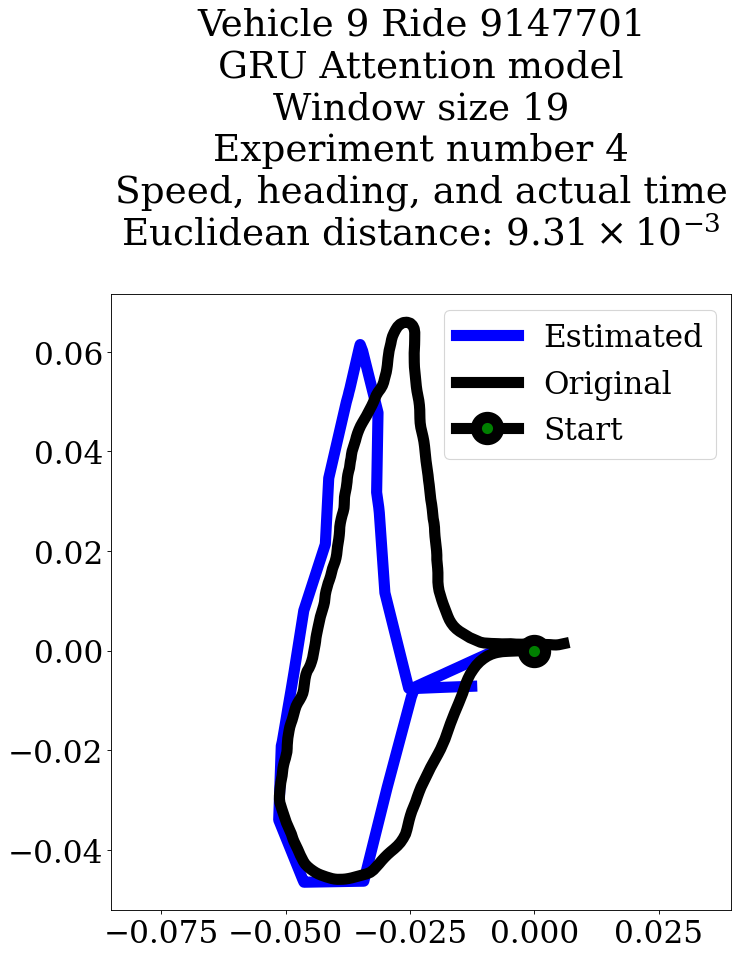 Vehicle 9 Ride 9147701
GRU Attention model
Window size 19
Experiment number 4
Speed, heading, and actual time
Euclidean distance: 9.31 × 10⁻³
Estimated
Original
Start
0.06
0.04
0.02
0.00
−0.02
−0.04
−0.075 −0.050 −0.025 0.000 0.025